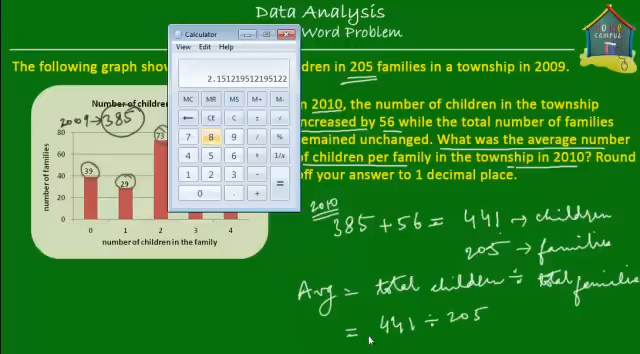 Data Analysis
Word Problem
Calculator
View Edit Help
2.151219512195122
MC MR MS M+ M-
← CE C ±
7 8 9 / %
4 5 6 * 1/x
1 2 3 - =
0 . +
The following graph sho
ldren in 205 families in a township in 2009.
Number of children
2009→385
number of families
80
60
40
20
0
39
29
73
0 1 2 3 4
number of children in the family
In 2010, the number of children in the township
increased by 56 while the total number of families
remained unchanged. What was the average number
of children per family in the township in 2010? Round
off your answer to 1 decimal place.
2010
385 + 56 = 441 → children
205 → families
Avg = total children ÷ total families
= 441 ÷ 205